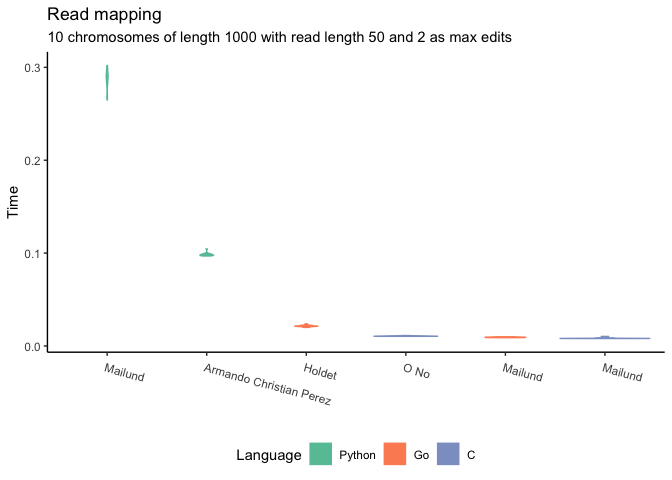 Read mapping
10 chromosomes of length 1000 with read length 50 and 2 as max edits
Time
0.3
0.2
0.1
0.0
Mailund
Armando Christian Perez
Holdet
O No
Mailund
Mailund
Language Python Go C